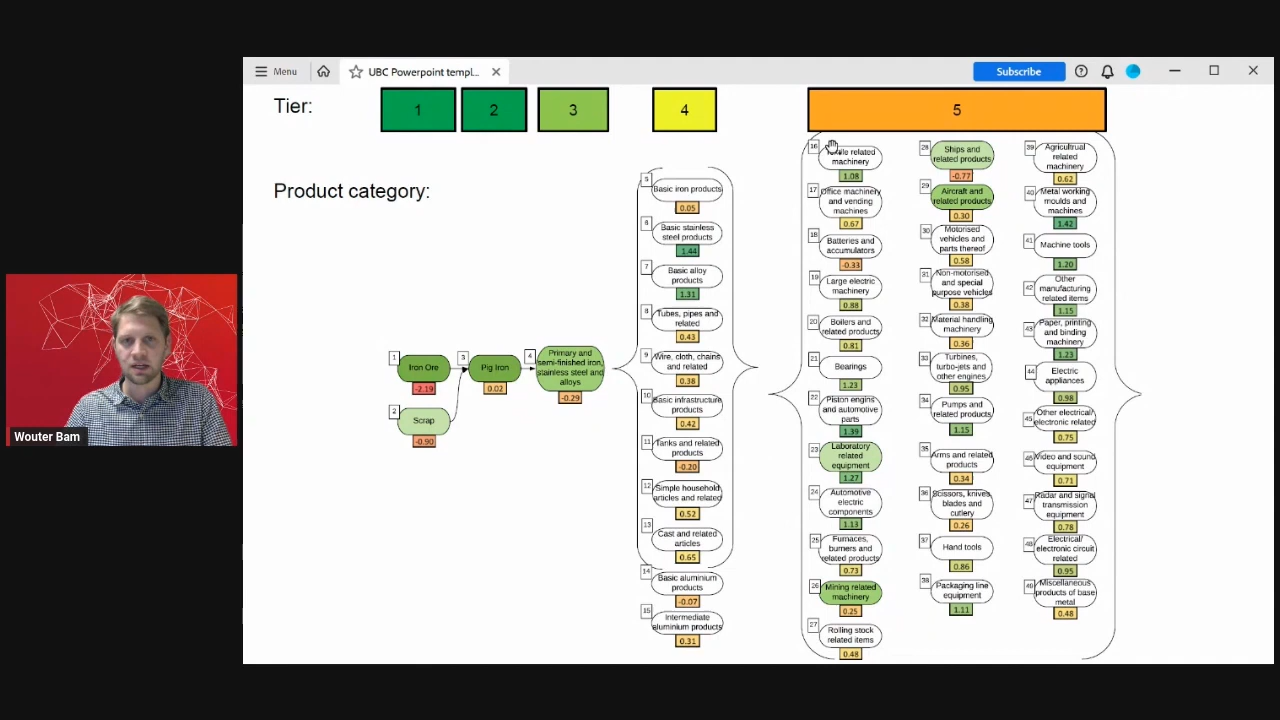 Menu
UBC Powerpoint templ...
Subscribe
Tier:
1
2
3
4
5
Product category:
1
Iron Ore
-2.19
2
Scrap
-0.90
3
Pig Iron
0.02
4
Primary and
semi-finished iron,
stainless steel and
alloys
-0.29
5
Basic iron products
0.05
6
Basic stainless
steel products
1.44
7
Basic alloy
products
1.31
8
Tubes, pipes and
related
0.43
9
Wire, cloth, chains
and related
0.38
10
Basic infrastructure
products
0.42
11
Tanks and related
products
-0.20
12
Simple household
articles and related
0.52
13
Cast and related
articles
0.65
14
Basic aluminium
products
-0.07
15
Intermediate
aluminium products
0.31
16
related
machinery
1.08
17
Office machinery
and vending
machines
0.67
18
Batteries and
accumulators
-0.33
19
Large electric
machinery
0.88
20
Boilers and
related products
0.81
21
Bearings
1.23
22
Piston engines
and automotive
parts
1.39
23
Laboratory
related
equipment
1.27
24
Automotive
electric
components
1.13
25
Furnaces,
burners and
related products
0.73
26
Mining related
machinery
0.25
27
Rolling stock
related items
0.48
28
Ships and
related products
-0.77
29
Aircraft and
related products
0.30
30
Motorised
vehicles and
parts thereof
0.58
31
Non-motorised
and special
purpose vehicles
0.38
32
Material handling
machinery
0.36
33
Turbines,
turbo-jets and
other engines
0.95
34
Pumps and
related products
1.15
35
Arms and related
products
0.34
36
Scissors, knives,
blades and
cutlery
0.26
37
Hand tools
0.86
38
Packaging line
equipment
1.11
39
Agricultrual
related
machinery
0.62
40
Metal working
moulds and
machines
1.42
41
Machine tools
1.20
42
Other
manufacturing
related items
1.15
43
Paper, printing
and binding
machinery
1.23
44
Electric
appliances
0.98
45
Other electrical/
electronic related
0.75
46
Video and sound
equipment
0.71
47
Radar and signal
transmission
equipment
0.78
48
Electrical/
electronic circuit
related
0.95
49
Miscellaneous
products of base
metal
0.48
Wouter Bam